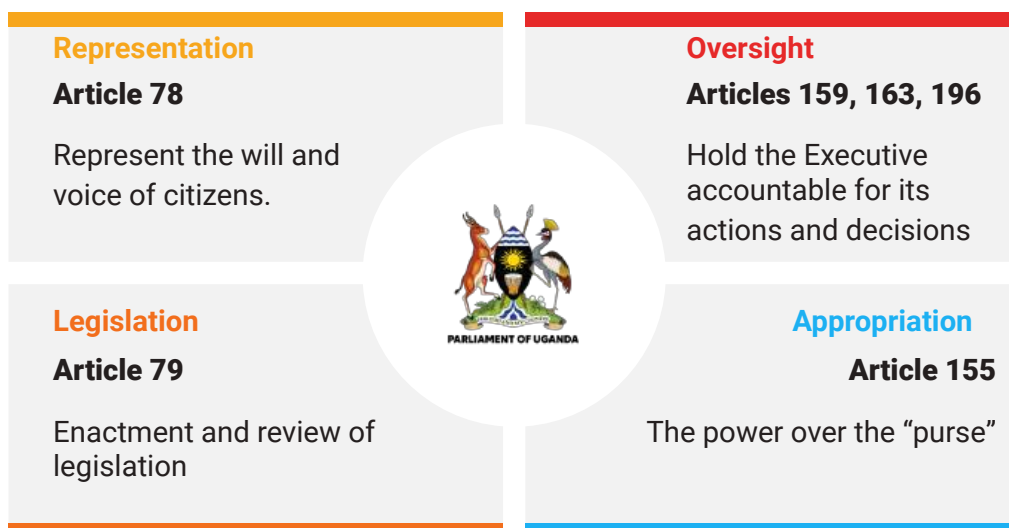 Representation
Article 78
Represent the will and
voice of citizens.
Oversight
Articles 159, 163, 196
Hold the Executive
accountable for its
actions and decisions
PARLIAMENT OF UGANDA
Legislation
Article 79
Enactment and review of
legislation
Appropriation
Article 155
The power over the “purse”